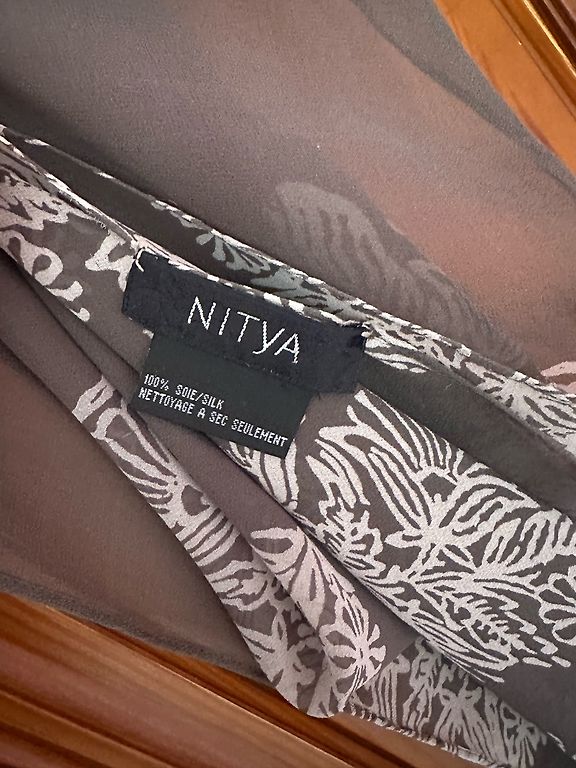 NITYA
100% SOIE/SILK
NETTOYAGE A SEC SEULEMENT